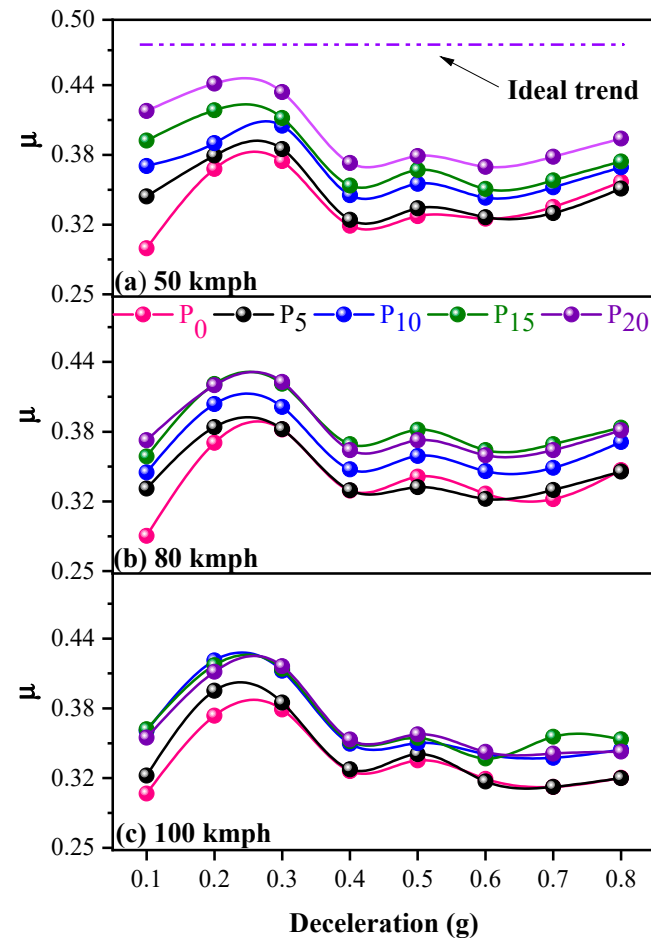 0.50
0.44
0.38
0.32
0.25
μ
Ideal trend
(a) 50 kmph
P0 P5 P10 P15 P20
0.44
0.38
0.32
0.25
μ
(b) 80 kmph
0.44
0.38
0.32
0.25
μ
(c) 100 kmph
0.1 0.2 0.3 0.4 0.5 0.6 0.7 0.8
Deceleration (g)